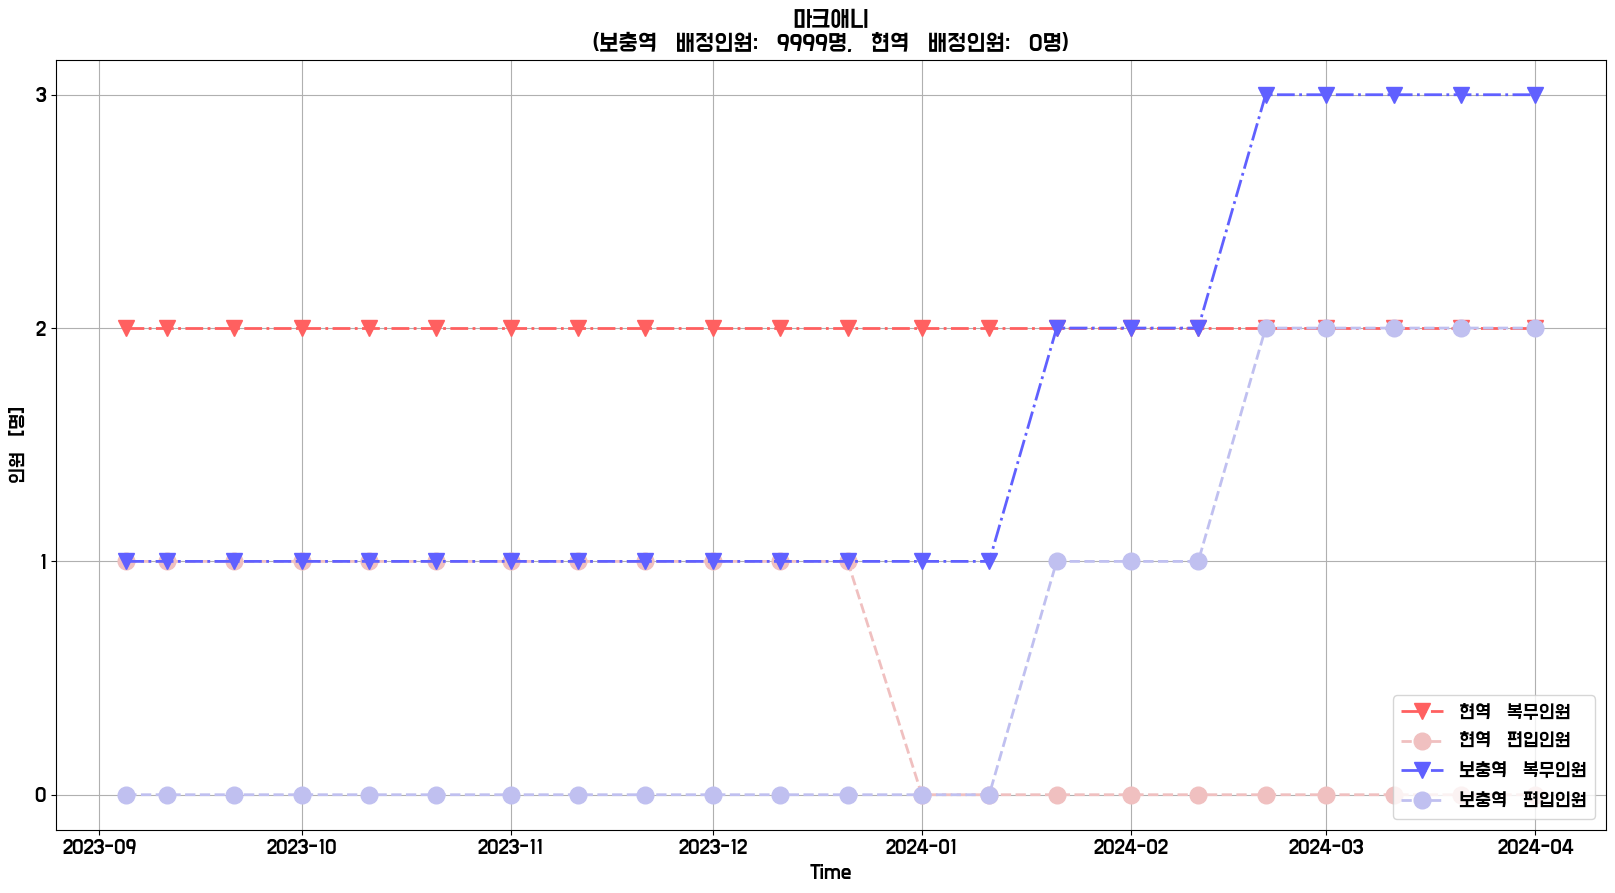 마크애니
(보충역 배정인원: 9999명, 현역 배정인원: 0명)
3
2
1
0
인원 [명]
현역 복무인원
현역 편입인원
보충역 복무인원
보충역 편입인원
2023-09 2023-10 2023-11 2023-12 2024-01 2024-02 2024-03 2024-04
Time